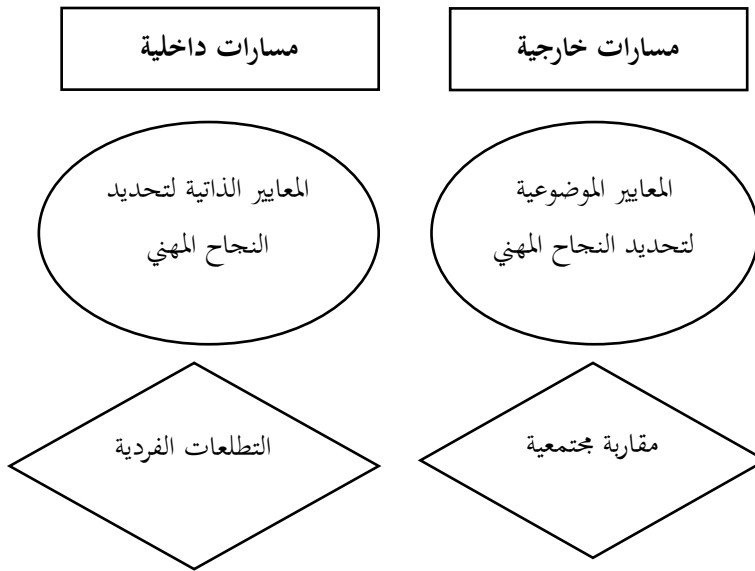 مسارات خارجية
مسارات داخلية
المعايير الموضوعية
لتحديد النجاح المهني
المعايير الذاتية لتحديد
النجاح المهني
مقاربة مجتمعية
التطلعات الفردية